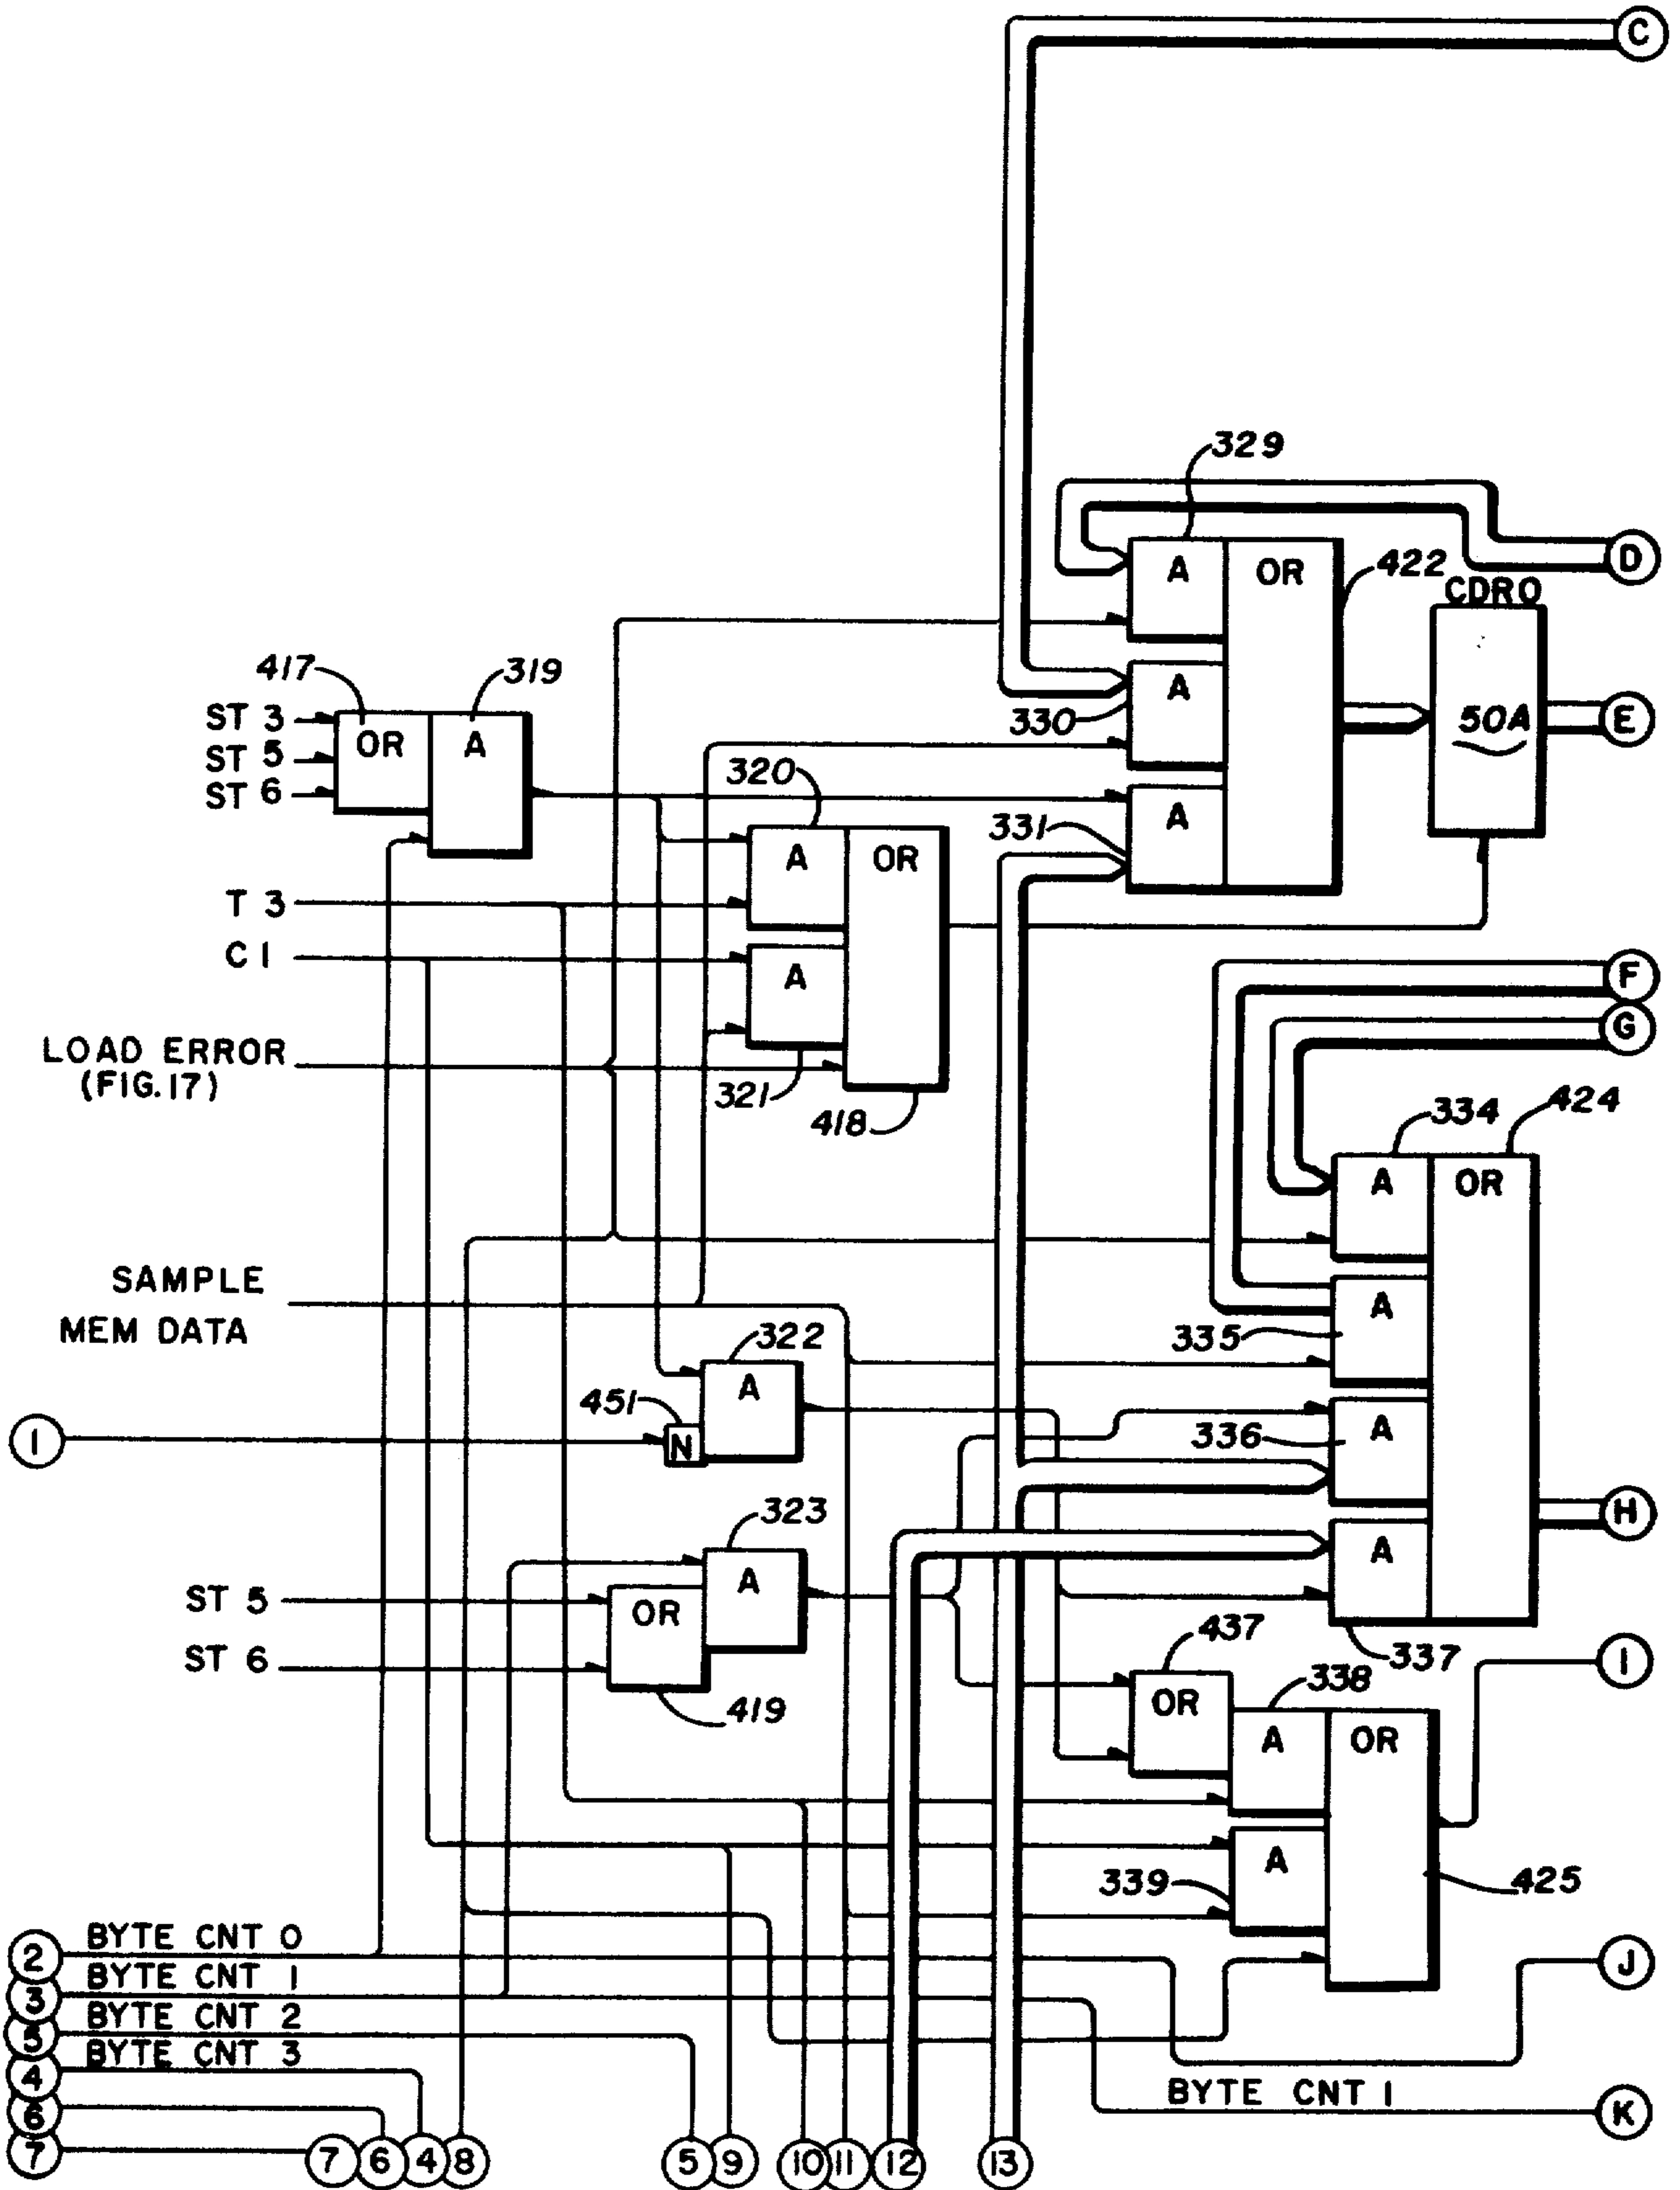 C
329
D
A
OR
422
CDR0
417
319
A
ST 3
OR
A
330
50A
E
ST 5
320
ST 6
331
A
A
OR
T 3
C 1
A
F
G
LOAD ERROR
(FIG.17)
321
418
334
424
A
OR
SAMPLE
MEM DATA
322
A
335
A
451
1
N
336
A
323
H
A
A
ST 5
OR
437
ST 6
337
1
OR
338
419
A
OR
A
339
425
2
BYTE CNT 0
J
3
BYTE CNT 1
5
BYTE CNT 2
4
BYTE CNT 3
BYTE CNT 1
6
K
7
7
6
4
8
5
9
10
11
12
13